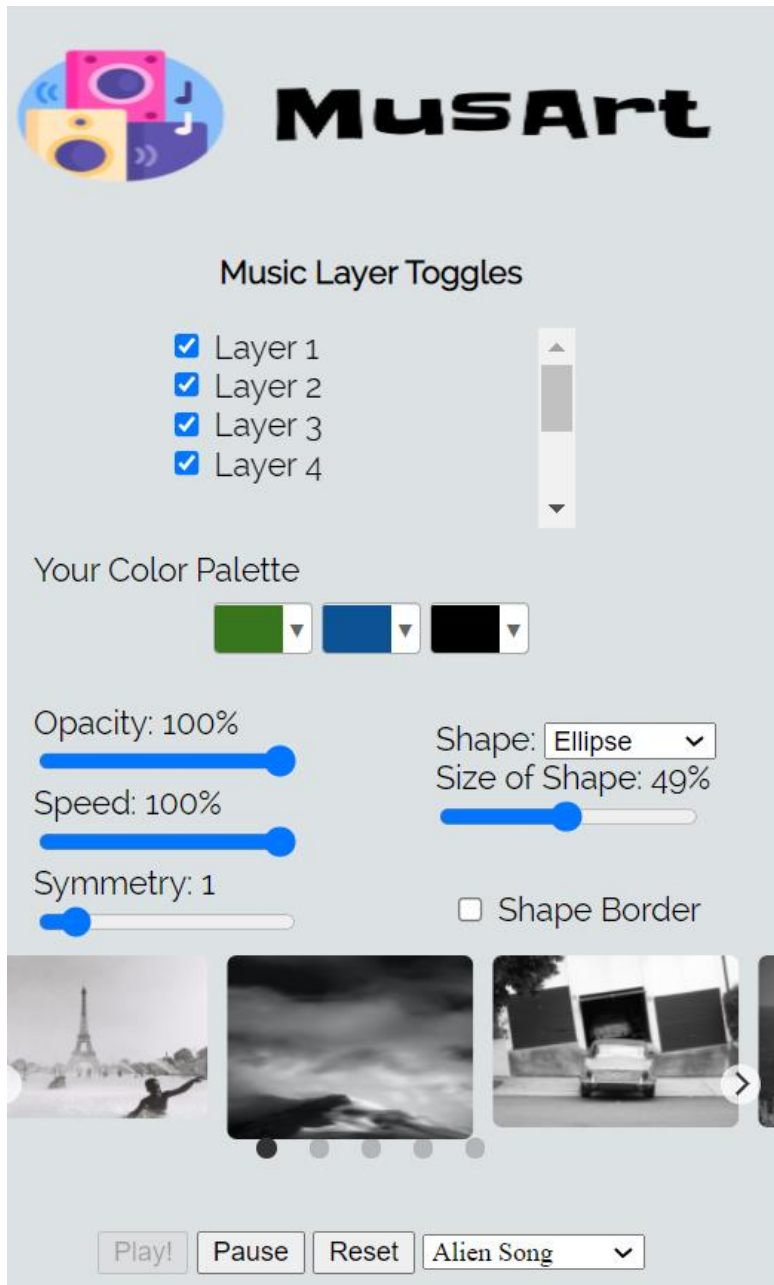 MusArt
Music Layer Toggles
Layer 1
Layer 2
Layer 3
Layer 4
Your Color Palette
Opacity: 100%
Speed: 100%
Symmetry: 1
Shape: Ellipse
Size of Shape: 49%
Shape Border
Play! Pause Reset Alien Song